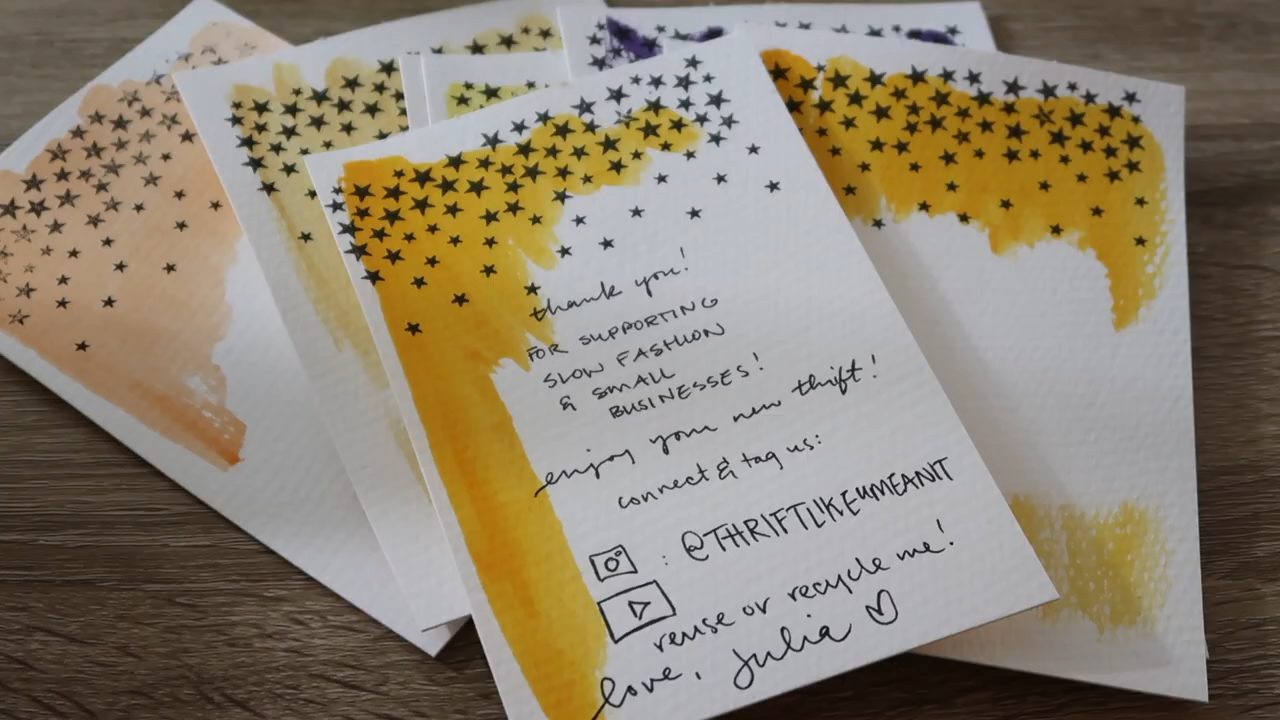 thank you!
FOR SUPPORTING
SLOW FASHION
& SMALL
BUSINESSES!
enjoy your new thrift!
connect & tag us:
: @THRIFTLIKEUMEANIT
reuse or recycle me!
love, Julia ♡